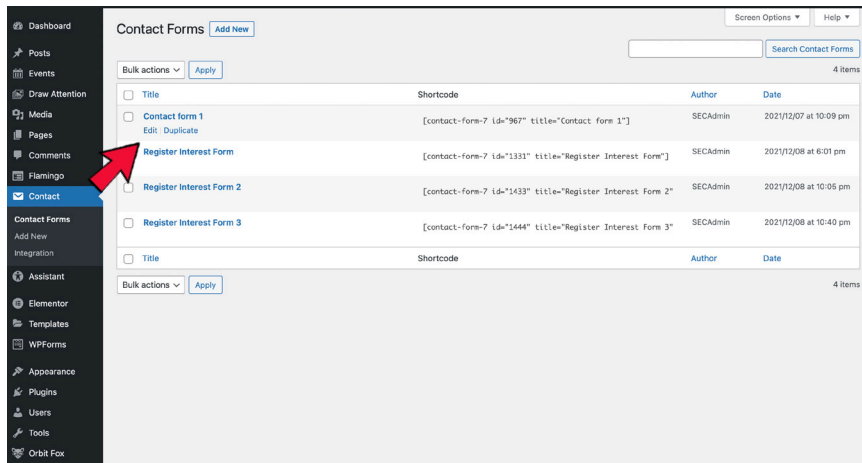 Screen Options ▼ Help ▼
Dashboard
Contact Forms Add New
Posts
Search Contact Forms
Events
Bulk actions Apply
4 items
Draw Attention
Title Shortcode Author Date
Media
Contact form 1 [contact-form-7 id="967" title="Contact form 1"] SECAdmin 2021/12/07 at 10:09 pm
Edit Duplicate
Pages
Comments
Register Interest Form [contact-form-7 id="1331" title="Register Interest Form"] SECAdmin 2021/12/08 at 6:01 pm
Flamingo
Contact
Register Interest Form 2 [contact-form-7 id="1433" title="Register Interest Form 2" SECAdmin 2021/12/08 at 10:05 pm
Contact Forms
Register Interest Form 3 [contact-form-7 id="1444" title="Register Interest Form 3" SECAdmin 2021/12/08 at 10:40 pm
Add New
Integration
Title Shortcode Author Date
Assistant
Bulk actions Apply
4 items
Elementor
Templates
WPForms
Appearance
Plugins
Users
Tools
Orbit Fox